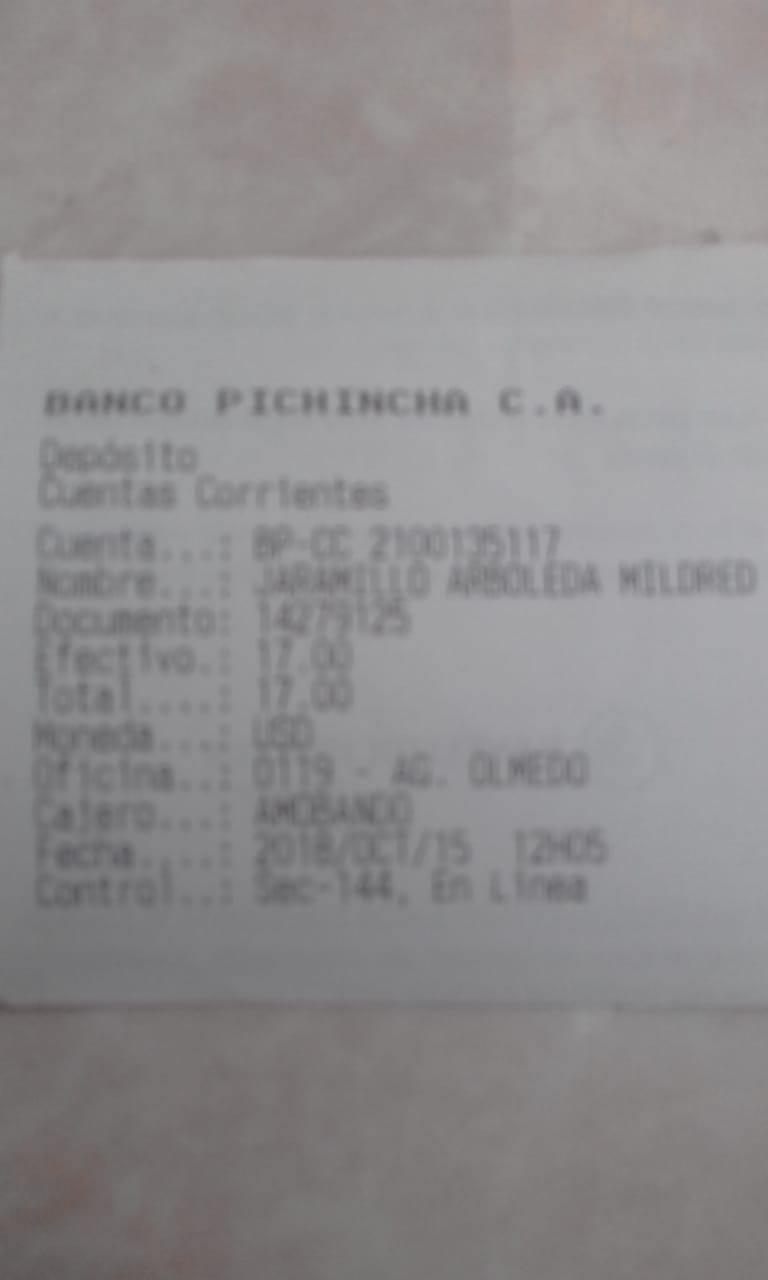 BANCO PICHINCHA C.A.
Depósito
Cuentas Corrientes
Cuenta...: BP-CC 2100135117
Nombre...: JARAMILLO ARBOLEDA MILDRED
Documento: 14279125
Efectivo.: 17.00
Total....: 17.00
Moneda...: USD
Oficina..: 0119 - AG. OLMEDO
Cajero...: AMOBANDO
Fecha....: 2018/OCT/15 12H05
Control..: Sec-144, En Linea